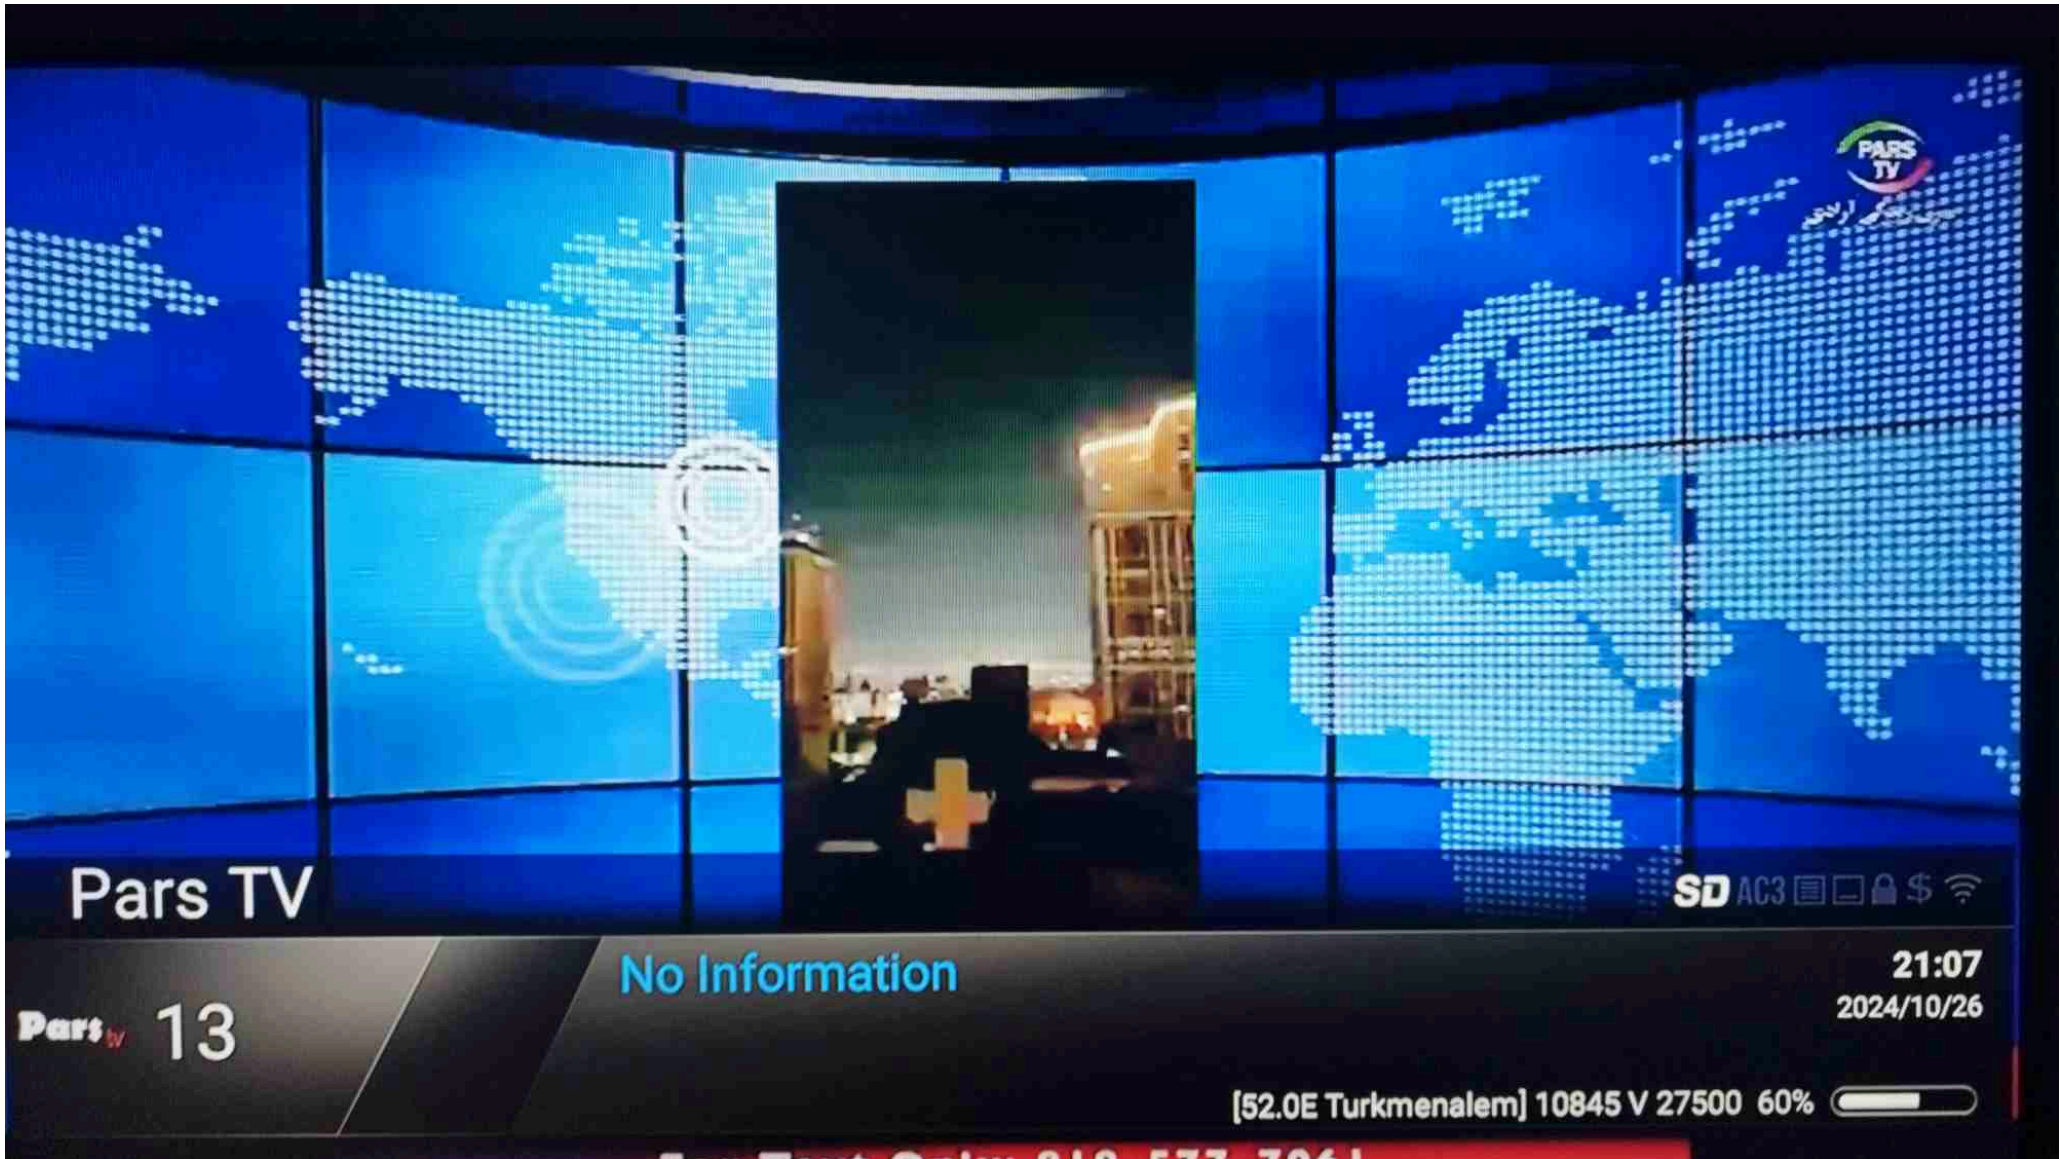 PARS
TV
Pars TV
SD AC3 $
No Information
21:07
2024/10/26
Pars tv 13
[52.0E Turkmenalem] 10845 V 27500 60%